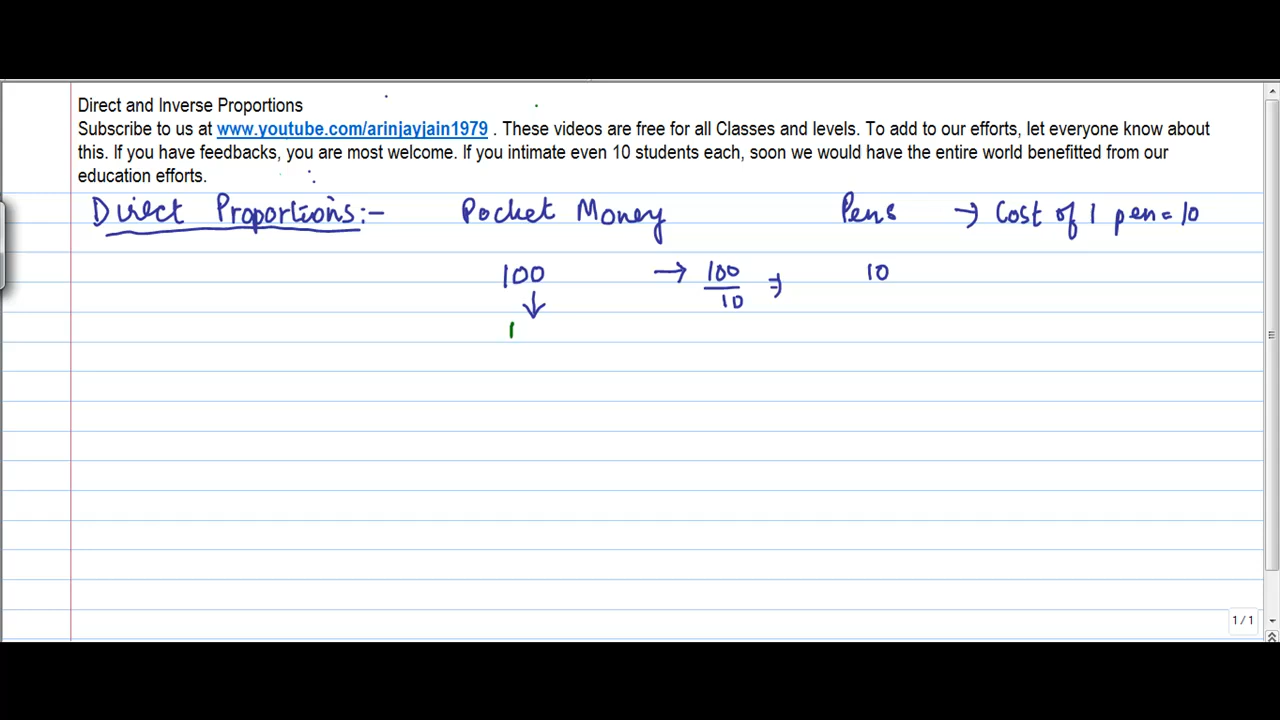 Direct and Inverse Proportions
Subscribe to us at www.youtube.com/arinjayjain1979 . These videos are free for all Classes and levels. To add to our efforts, let everyone know about
this. If you have feedbacks, you are most welcome. If you intimate even 10 students each, soon we would have the entire world benefitted from our
education efforts.
Direct Proportions:- Pocket Money Pens → Cost of 1 pen = 10
100 → 100/10 ⇒ 10
↓
1
1 / 1